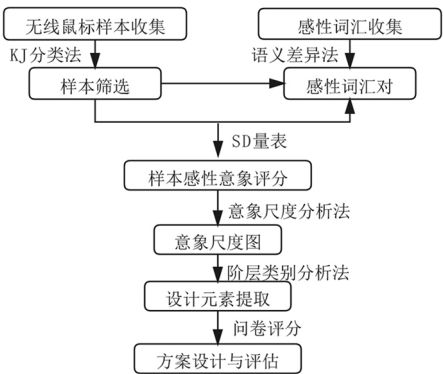 无线鼠标样本收集
感性词汇收集
KJ分类法
语义差异法
样本筛选
感性词汇对
SD量表
样本感性意象评分
意象尺度分析法
意象尺度图
阶层类别分析法
设计元素提取
问卷评分
方案设计与评估